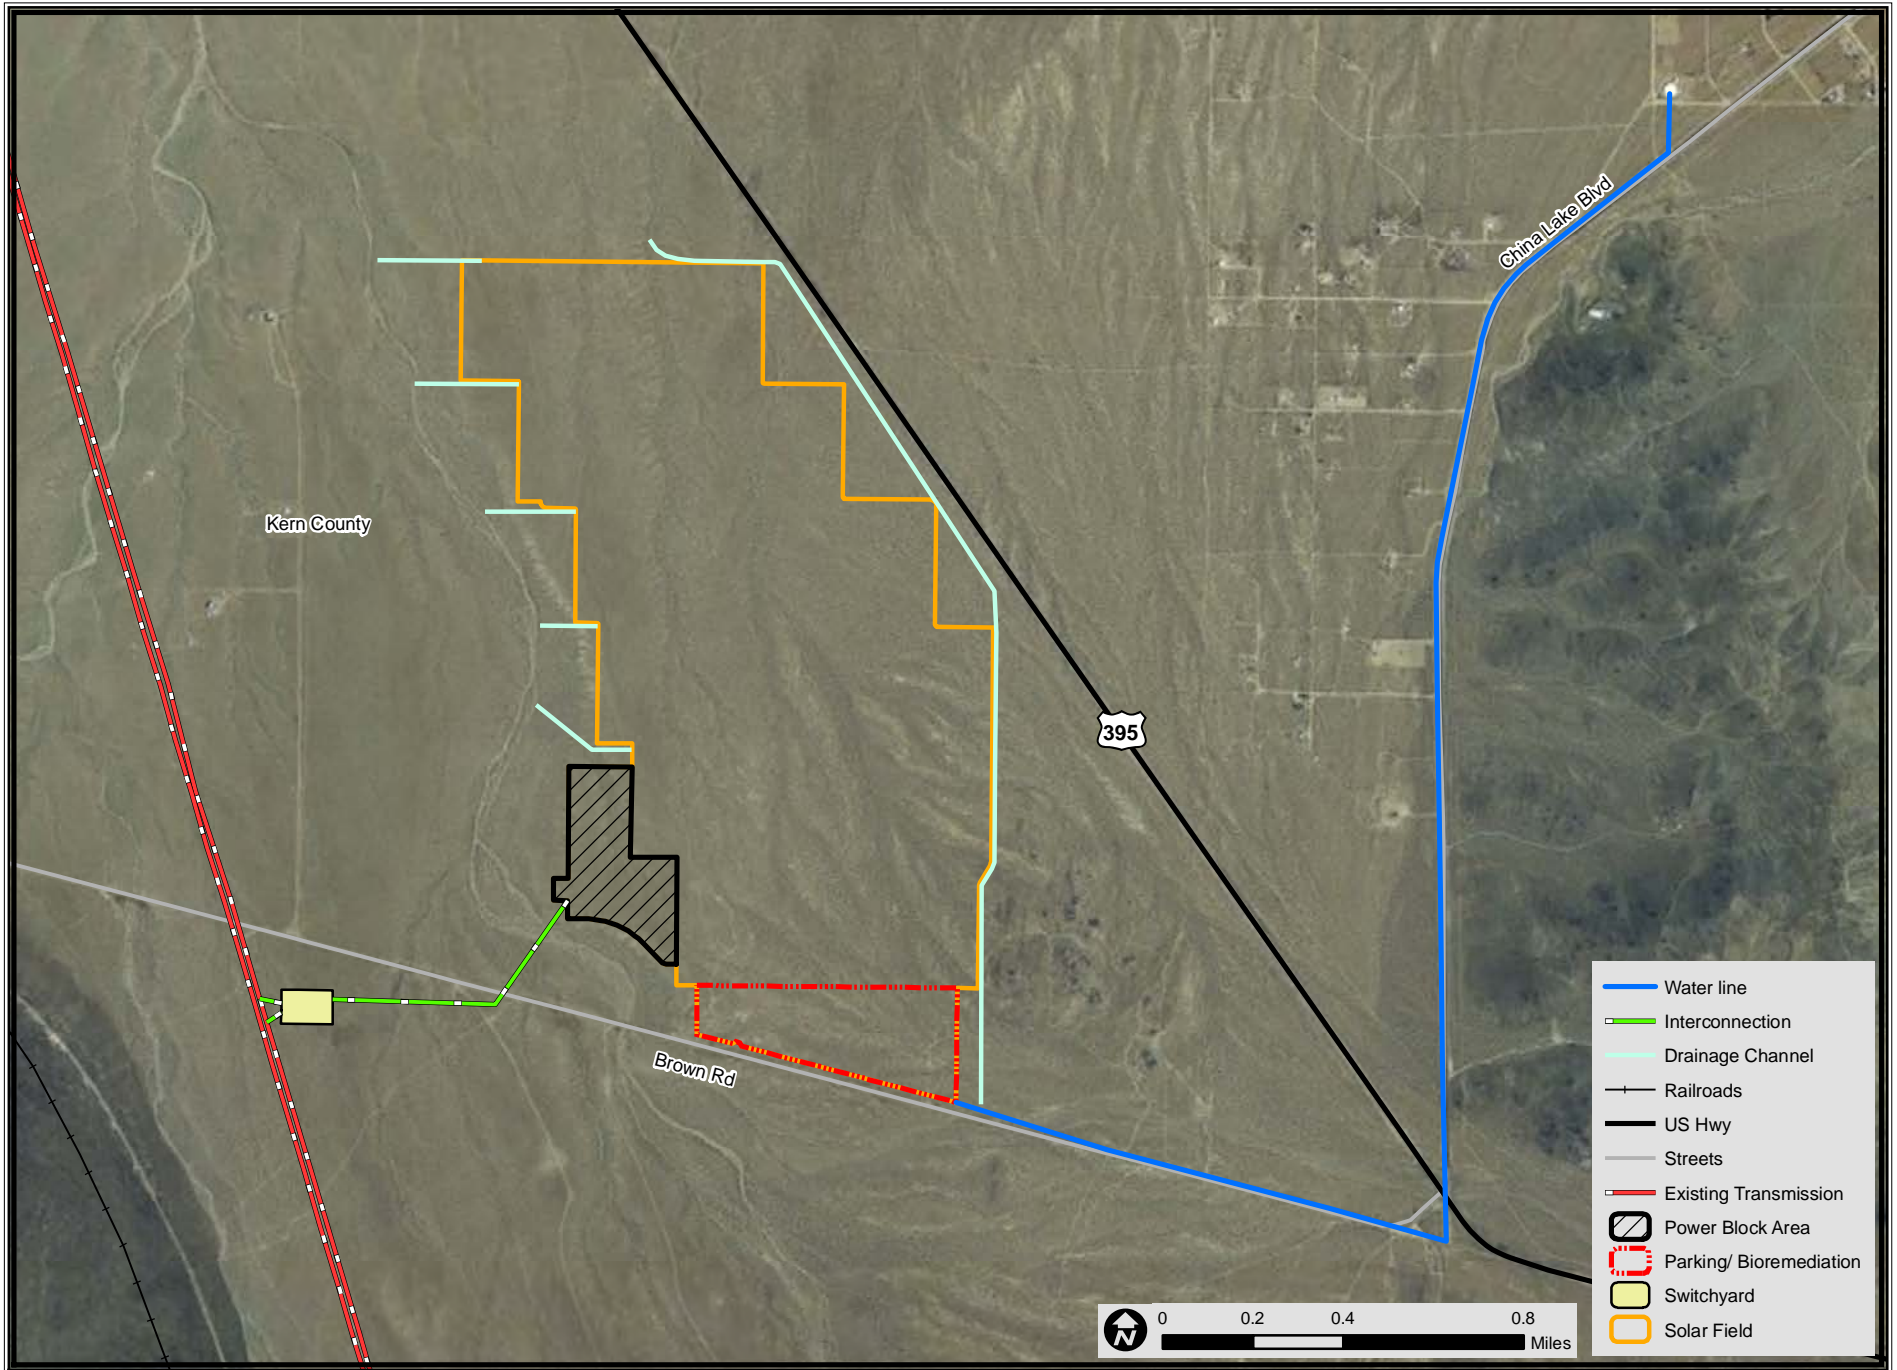 China Lake Blvd
Kern County
395
Brown Rd
Water line
Interconnection
Drainage Channel
Railroads
US Hwy
Streets
Existing Transmission
Power Block Area
Parking/ Bioremediation
Switchyard
Solar Field
N
0 0.2 0.4 0.8
Miles